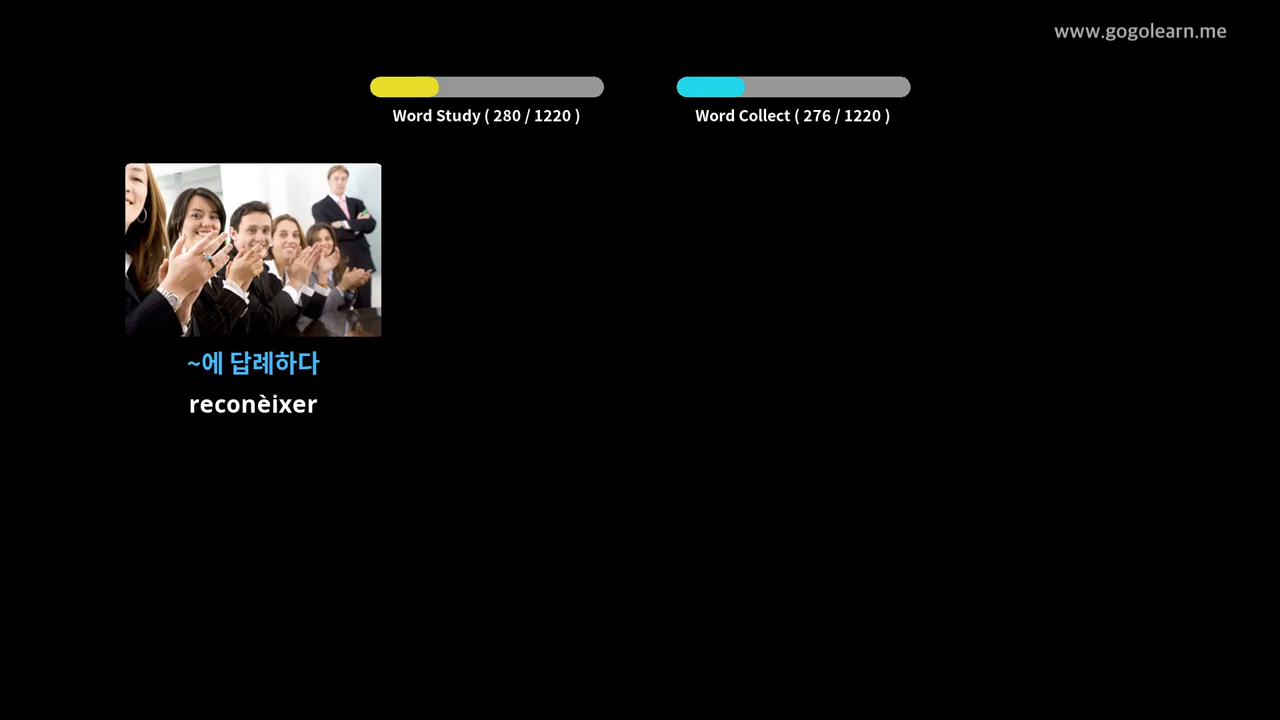 www.gogolearn.me
Word Study ( 280 / 1220 )
Word Collect ( 276 / 1220 )
~에 답례하다
reconèixer